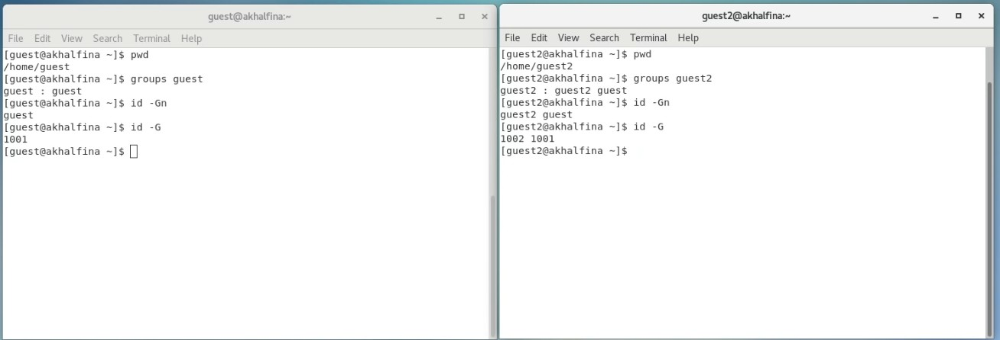 guest@akhalfina:~
File Edit View Search Terminal Help
[guest@akhalfina ~]$ pwd
/home/guest
[guest@akhalfina ~]$ groups guest
guest : guest
[guest@akhalfina ~]$ id -Gn
guest
[guest@akhalfina ~]$ id -G
1001
[guest@akhalfina ~]$
guest2@akhalfina:~
File Edit View Search Terminal Help
[guest2@akhalfina ~]$ pwd
/home/guest2
[guest2@akhalfina ~]$ groups guest2
guest2 : guest2 guest
[guest2@akhalfina ~]$ id -Gn
guest2 guest
[guest2@akhalfina ~]$ id -G
1002 1001
[guest2@akhalfina ~]$